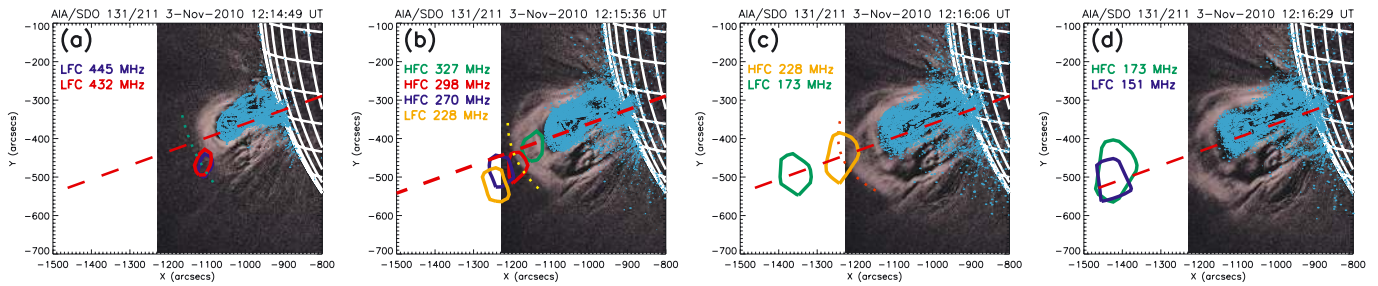 AIA/SDO 131/211 3-Nov-2010 12:14:49 UT
(a)
LFC 445 MHz
LFC 432 MHz
-100
-200
-300
-400
-500
-600
-700
Y (arcsecs)
-1500 -1400 -1300 -1200 -1100 -1000 -900 -800
X (arcsecs)
AIA/SDO 131/211 3-Nov-2010 12:15:36 UT
(b)
HFC 327 MHz
HFC 298 MHz
HFC 270 MHz
LFC 228 MHz
-100
-200
-300
-400
-500
-600
-700
Y (arcsecs)
-1500 -1400 -1300 -1200 -1100 -1000 -900 -800
X (arcsecs)
AIA/SDO 131/211 3-Nov-2010 12:16:06 UT
(c)
HFC 228 MHz
LFC 173 MHz
-100
-200
-300
-400
-500
-600
-700
Y (arcsecs)
-1500 -1400 -1300 -1200 -1100 -1000 -900 -800
X (arcsecs)
AIA/SDO 131/211 3-Nov-2010 12:16:29 UT
(d)
HFC 173 MHz
LFC 151 MHz
-100
-200
-300
-400
-500
-600
-700
Y (arcsecs)
-1500 -1400 -1300 -1200 -1100 -1000 -900 -800
X (arcsecs)